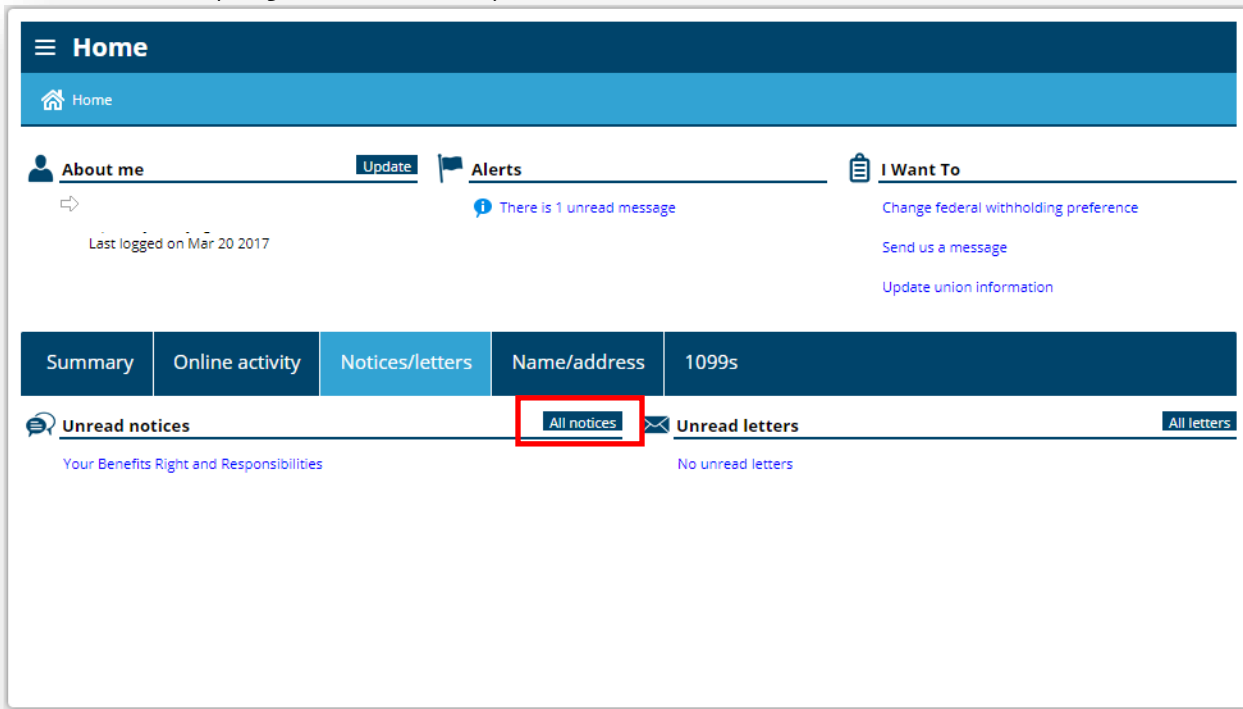 Home
Home
About me
Update
Last logged on Mar 20 2017
Alerts
There is 1 unread message
I Want To
Change federal withholding preference
Send us a message
Update union information
Summary
Online activity
Notices/letters
Name/address
1099s
Unread notices
All notices
Your Benefits Right and Responsibilities
Unread letters
All letters
No unread letters